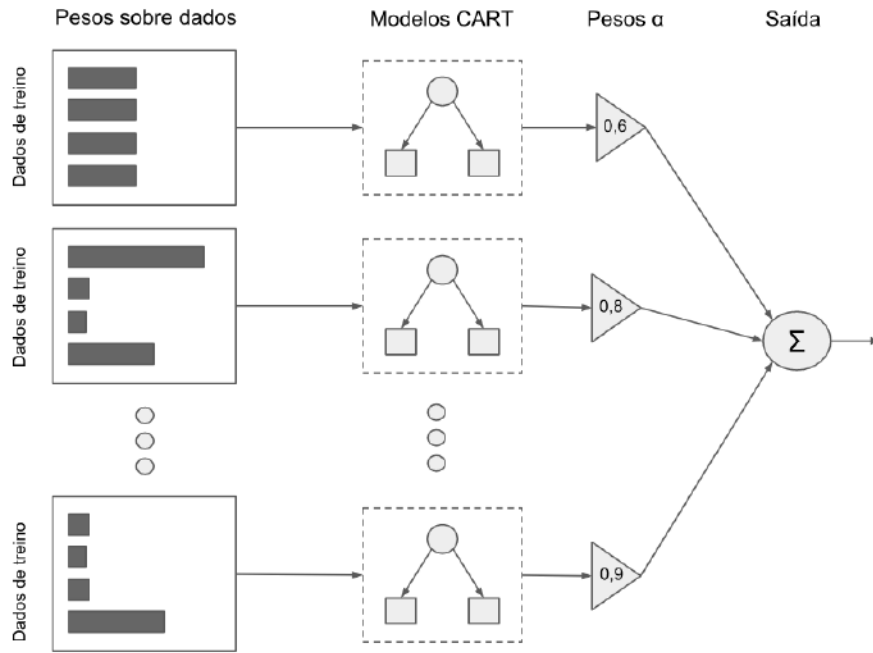 Pesos sobre dados
Modelos CART
Pesos α
Saída
Dados de treino
0,6
Dados de treino
0,8
Σ
Dados de treino
0,9